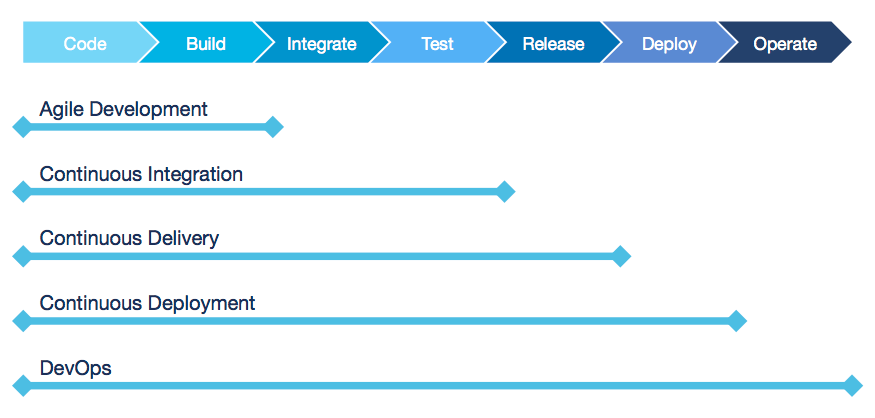 Code Build Integrate Test Release Deploy Operate
Agile Development
Continuous Integration
Continuous Delivery
Continuous Deployment
DevOps